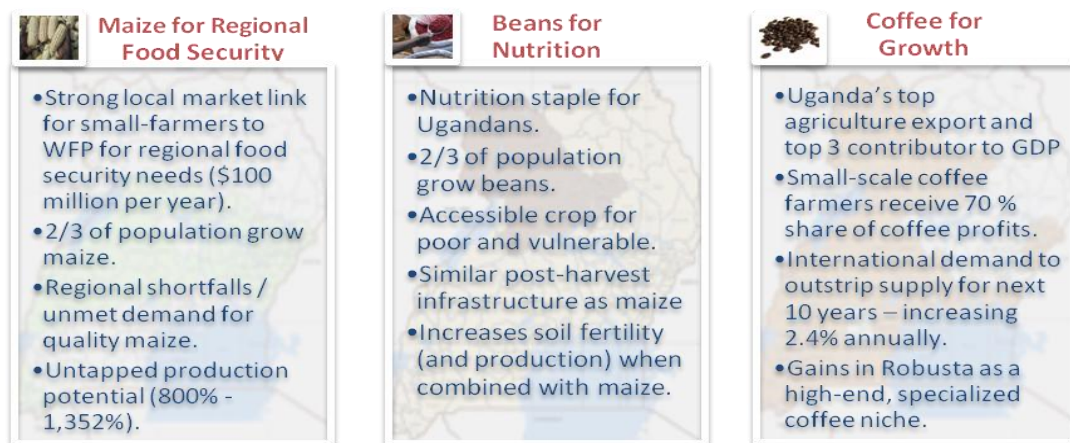 Maize for Regional
Food Security
•Strong local market link
for small-farmers to
WFP for regional food
security needs ($100
million per year).
•2/3 of population grow
maize.
•Regional shortfalls /
unmet demand for
quality maize.
•Untapped production
potential (800% -
1,352%).
Beans for
Nutrition
•Nutrition staple for
Ugandans.
•2/3 of population
grow beans.
•Accessible crop for
poor and vulnerable.
•Similar post-harvest
infrastructure as maize
•Increases soil fertility
(and production) when
combined with maize.
Coffee for
Growth
•Uganda's top
agriculture export and
top 3 contributor to GDP
•Small-scale coffee
farmers receive 70 %
share of coffee profits.
•International demand to
outstrip supply for next
10 years – increasing
2.4% annually.
•Gains in Robusta as a
high-end, specialized
coffee niche.